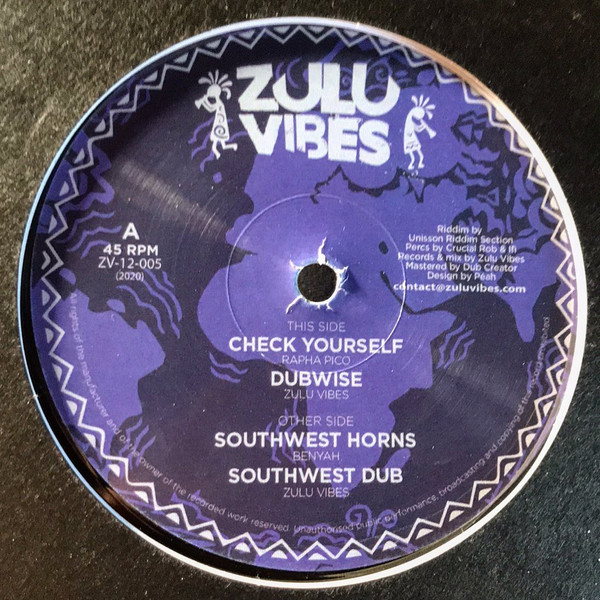 ZULU
VIBES
A
45 RPM
ZV-12-005
(2020)
Riddim by
Unisson Riddim Section
Percs by Crucial Rob & Ifi
Records & mix by Zulu Vibes
Mastered by Dub Creator
Design by Peah
contact@zuluvibes.com
THIS SIDE
CHECK YOURSELF
RAPHA PICO
DUBWISE
ZULU VIBES
OTHER SIDE
SOUTHWEST HORNS
BENYAH
SOUTHWEST DUB
ZULU VIBES
All rights of the manufacturer and of the owner of the recorded work reserved. Unauthorised public performance, broadcasting and copying of this record prohibited